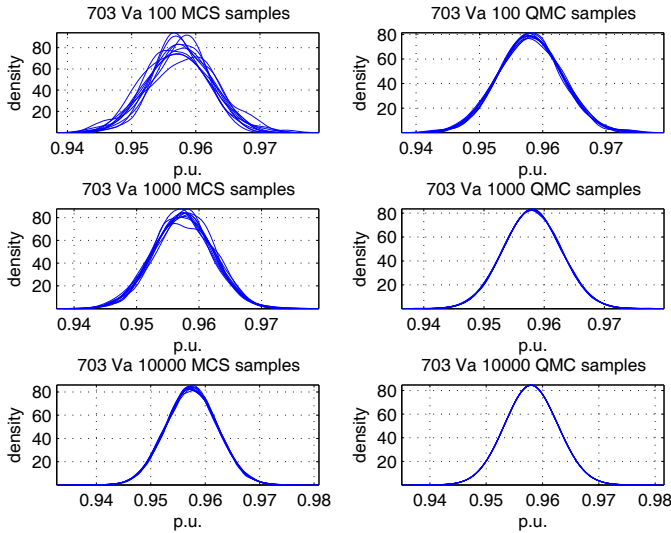 703 Va 100 MCS samples
density
80
60
40
20
0.94 0.95 0.96 0.97
p.u.
703 Va 100 QMC samples
density
80
60
40
20
0.94 0.95 0.96 0.97
p.u.
703 Va 1000 MCS samples
density
80
60
40
20
0.94 0.95 0.96 0.97
p.u.
703 Va 1000 QMC samples
density
80
60
40
20
0.94 0.95 0.96 0.97
p.u.
703 Va 10000 MCS samples
density
80
60
40
20
0.94 0.95 0.96 0.97 0.98
p.u.
703 Va 10000 QMC samples
density
80
60
40
20
0.94 0.95 0.96 0.97 0.98
p.u.